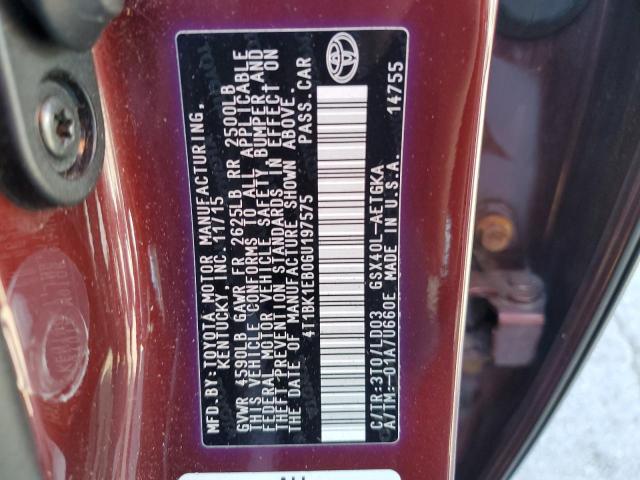 MFD. BY: TOYOTA MOTOR MANUFACTURING,
KENTUCKY, INC. 11/15
GVWR 4590LB GAWR FR 2625LB RR 2500LB
THIS VEHICLE CONFORMS TO ALL APPLICABLE
FEDERAL MOTOR VEHICLE SAFETY, BUMPER, AND
THEFT PREVENTION STANDARDS IN EFFECT ON
THE DATE OF MANUFACTURE SHOWN ABOVE.
4T1BK1EB0GU197575 PASS. CAR
C/TR:3T0/LD03 GSX40L-AETGKA
A/TM:-01A/U660E MADE IN U.S.A. 14755